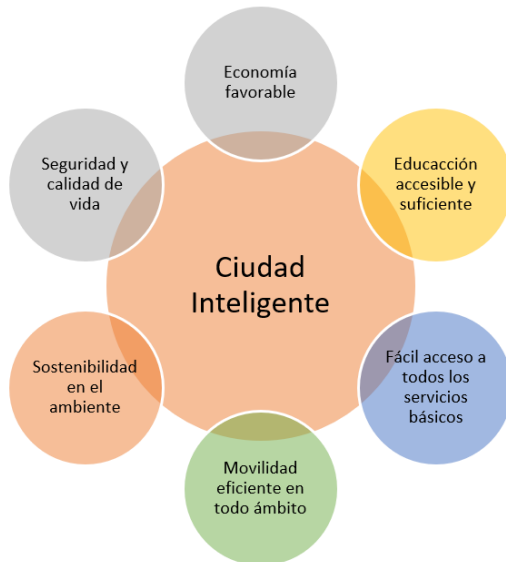 Economía
favorable
Seguridad y
calidad de
vida
Educacción
accesible y
suficiente
Ciudad
Inteligente
Sostenibilidad
en el
ambiente
Fácil acceso a
todos los
servicios
básicos
Movilidad
eficiente en
todo ámbito